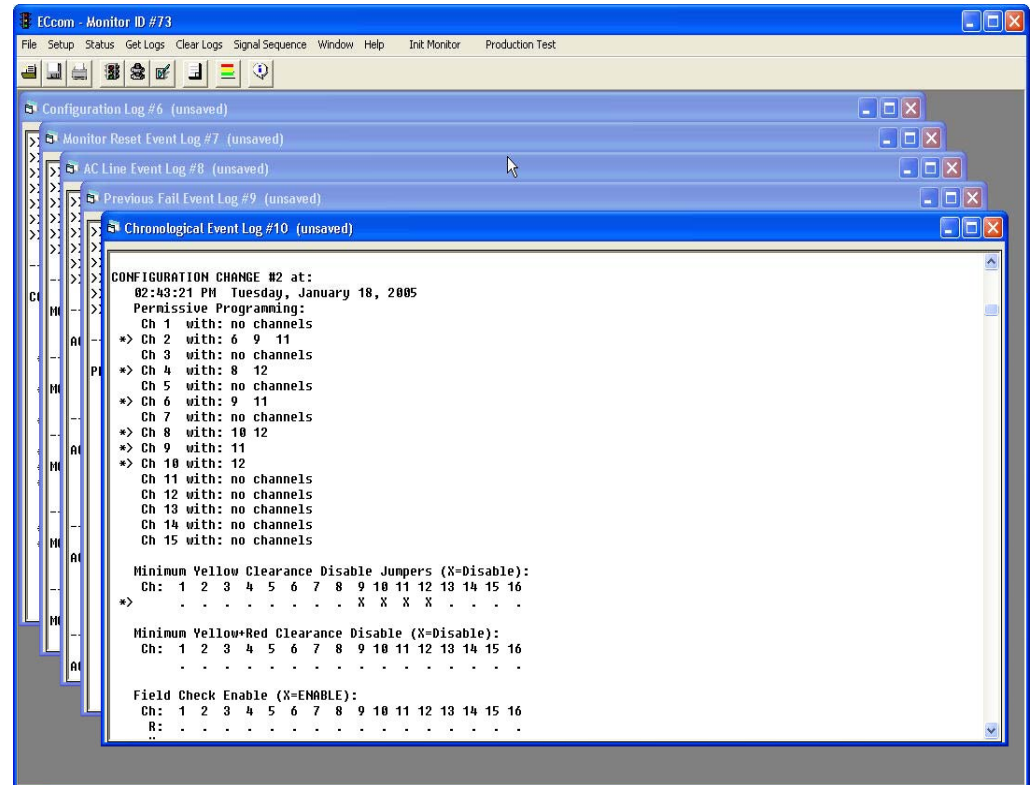 ECcom - Monitor ID #73
File Setup Status Get Logs Clear Logs Signal Sequence Window Help Init Monitor Production Test
Configuration Log #6 (unsaved)
Monitor Reset Event Log #7 (unsaved)
AC Line Event Log #8 (unsaved)
Previous Fail Event Log #9 (unsaved)
Chronological Event Log #10 (unsaved)
CONFIGURATION CHANGE #2 at:
02:43:21 PM Tuesday, January 18, 2005
Permissive Programming:
Ch 1 with: no channels
*> Ch 2 with: 6 9 11
Ch 3 with: no channels
*> Ch 4 with: 8 12
Ch 5 with: no channels
*> Ch 6 with: 9 11
Ch 7 with: no channels
*> Ch 8 with: 10 12
*> Ch 9 with: 11
*> Ch 10 with: 12
Ch 11 with: no channels
Ch 12 with: no channels
Ch 13 with: no channels
Ch 14 with: no channels
Ch 15 with: no channels
Minimum Yellow Clearance Disable Jumpers (X=Disable):
Ch: 1 2 3 4 5 6 7 8 9 10 11 12 13 14 15 16
*> . . . . . . . . X X X X . . . .
Minimum Yellow+Red Clearance Disable (X=Disable):
Ch: 1 2 3 4 5 6 7 8 9 10 11 12 13 14 15 16
. . . . . . . . . . . . . . . .
Field Check Enable (X=ENABLE):
Ch: 1 2 3 4 5 6 7 8 9 10 11 12 13 14 15 16
R: . . . . . . . . . . . . . . . .